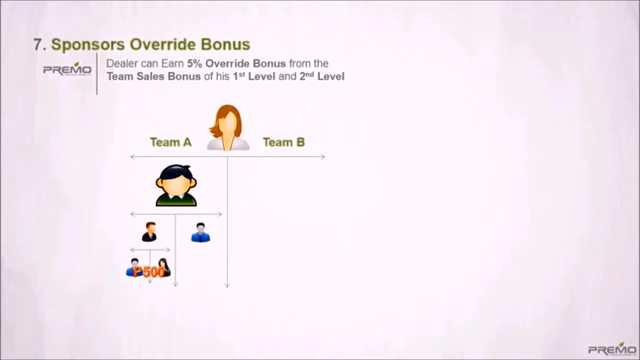 7. Sponsors Override Bonus
PREMO
Dealer can Earn 5% Override Bonus from the
Team Sales Bonus of his 1st Level and 2nd Level
Team A
Team B
P 500
PREMO